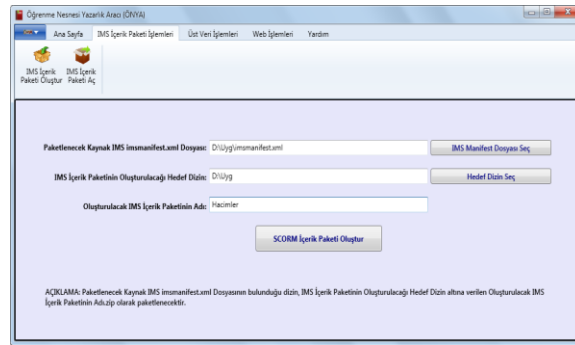 Öğrenme Nesnesi Yazarlık Aracı (ÖNYA)
Ana Sayfa IMS İçerik Paketi İşlemleri Üst Veri İşlemleri Web İşlemleri Yardım
IMS İçerik Paketi Oluştur
IMS İçerik Paketi Aç
Paketlenecek Kaynak IMS imsmanifest.xml Dosyası: D:\Uyg\imsmanifest.xml IMS Manifest Dosyası Seç
IMS İçerik Paketinin Oluşturulacağı Hedef Dizin: D:\Uyg Hedef Dizin Seç
Oluşturulacak IMS İçerik Paketinin Adı: Hacimler
SCORM İçerik Paketi Oluştur
AÇIKLAMA: Paketlenecek Kaynak IMS imsmanifest.xml Dosyasının bulunduğu dizin, IMS İçerik Paketinin Oluşturulacağı Hedef Dizin altına verilen Oluşturulacak IMS
İçerik Paketinin Adı.zip olarak paketlenecektir.